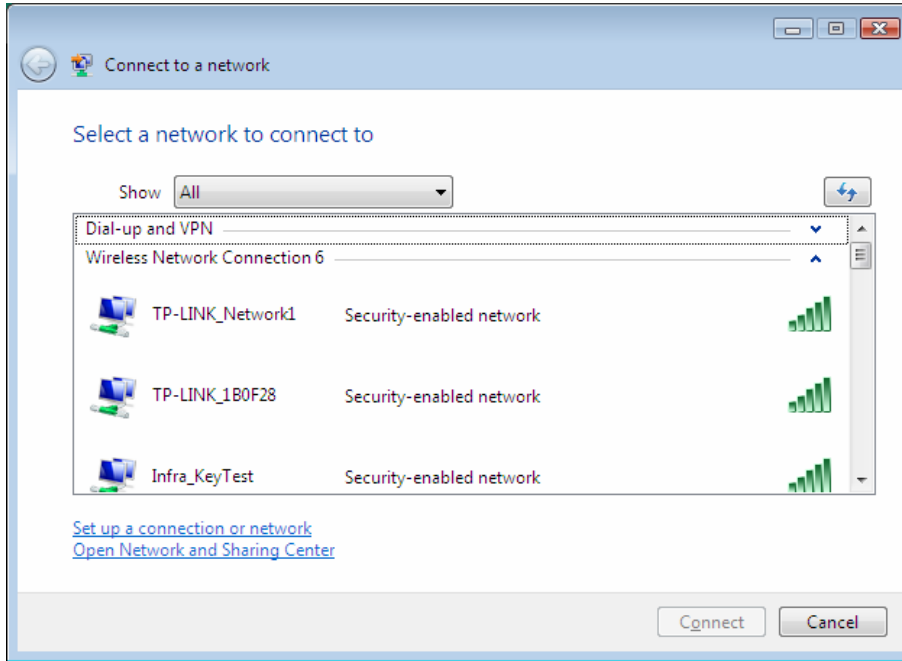 Connect to a network
Select a network to connect to
Show All
Dial-up and VPN
Wireless Network Connection 6
TP-LINK_Network1 Security-enabled network
TP-LINK_1B0F28 Security-enabled network
Infra_KeyTest Security-enabled network
Set up a connection or network
Open Network and Sharing Center
Connect Cancel